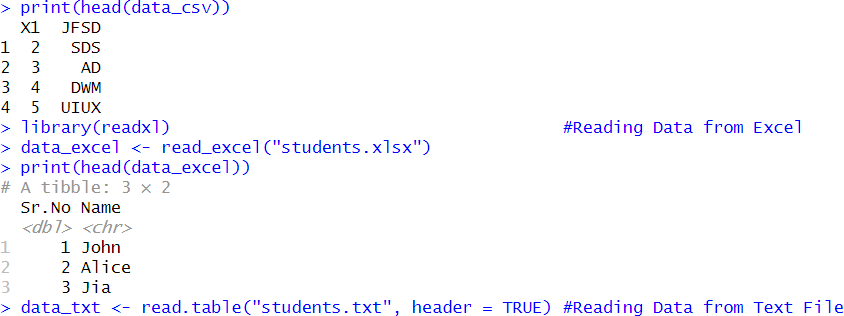 > print(head(data_csv))
  X1 JFSD
1  2  SDS
2  3   AD
3  4  DWM
4  5 UIUX
> library(readxl)                                        #Reading Data from Excel
> data_excel <- read_excel("students.xlsx")
> print(head(data_excel))
# A tibble: 3 × 2
  Sr.No Name
  <dbl> <chr>
1     1 John
2     2 Alice
3     3 Jia
> data_txt <- read.table("students.txt", header = TRUE) #Reading Data from Text File